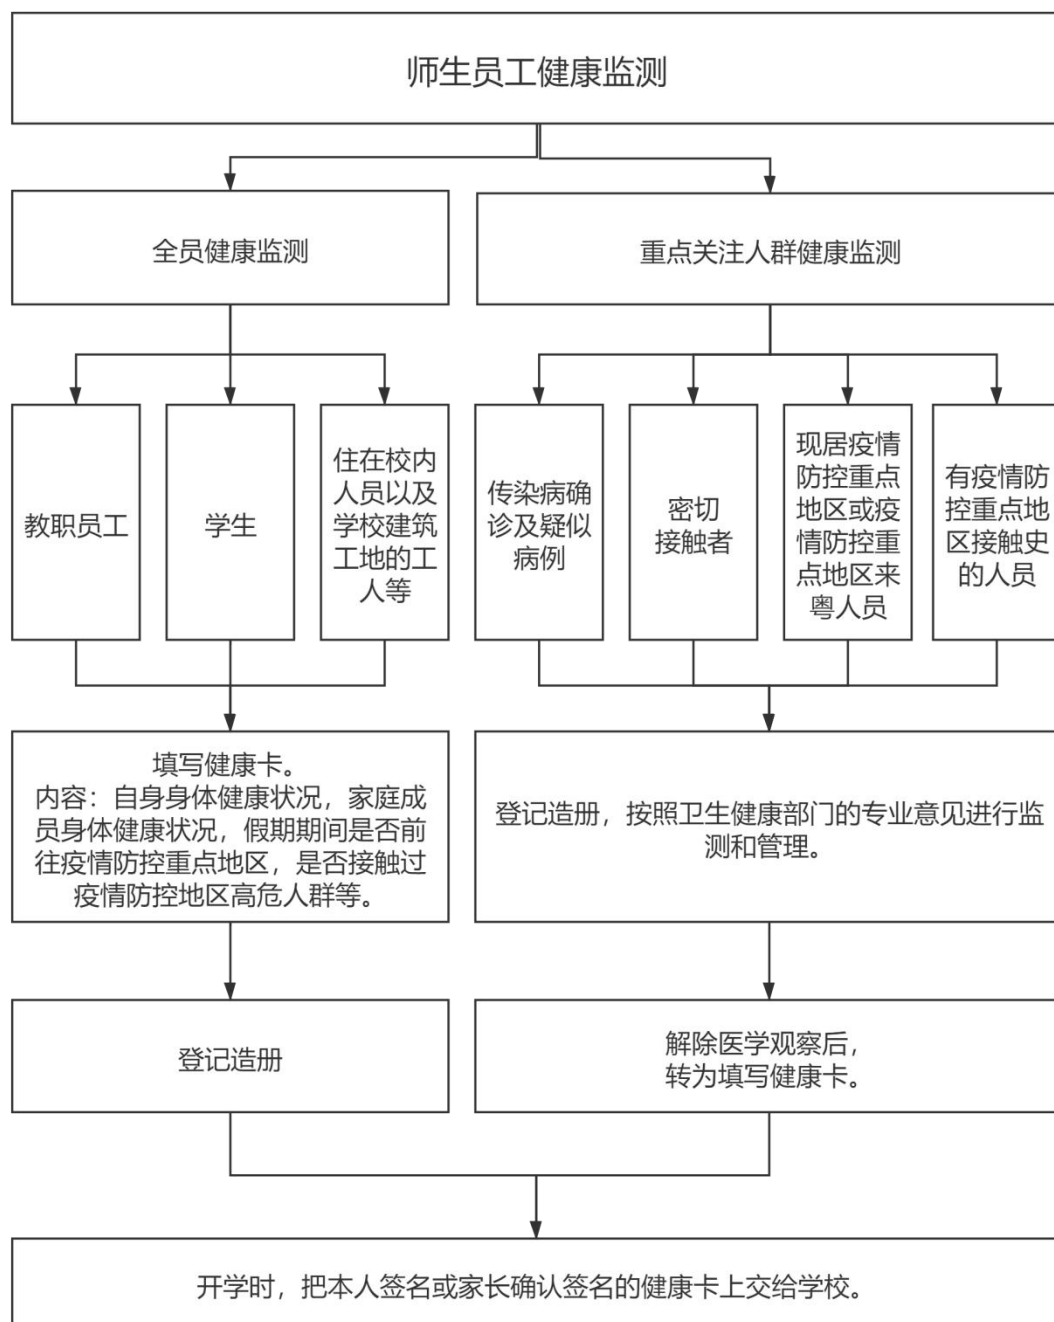 师生员工健康监测
全员健康监测
重点关注人群健康监测
教职员工
学生
住在校内
人员以及
学校建筑
工地的工
人等
传染病确
诊及疑似
病例
密切
接触者
现居疫情
防控重点
地区或疫
情防控重
点地区来
粤人员
有疫情防
控重点地
区接触史
的人员
填写健康卡。
内容：自身身体健康状况，家庭成
员身体健康状况，假期期间是否前
往疫情防控重点地区，是否接触过
疫情防控地区高危人群等。
登记造册，按照卫生健康部门的专业意见进行监
测和管理。
登记造册
解除医学观察后，
转为填写健康卡。
开学时，把本人签名或家长确认签名的健康卡上交给学校。